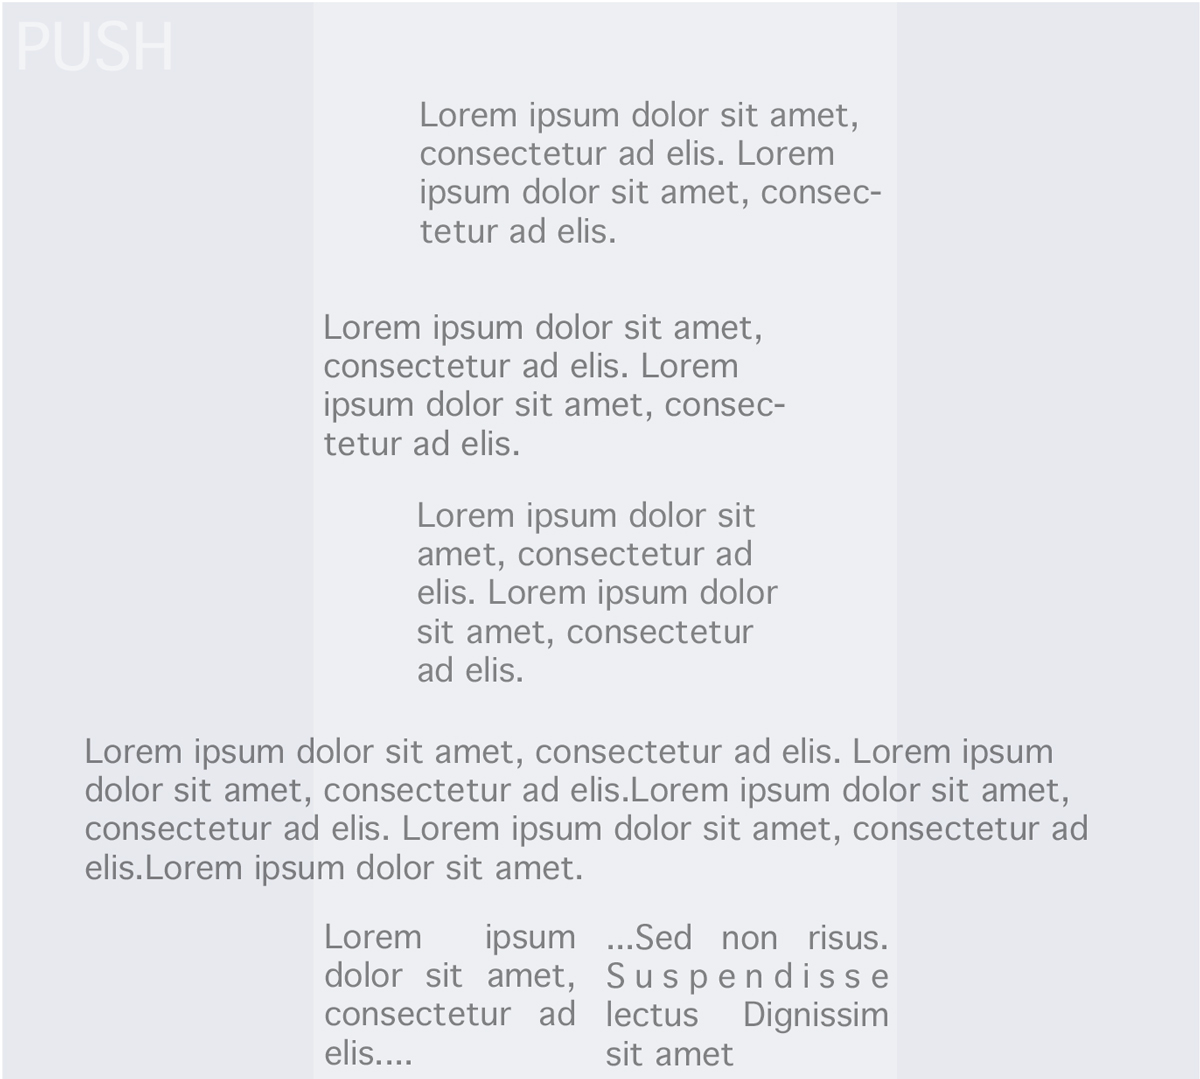 PUSH
Lorem ipsum dolor sit amet,
consectetur ad elis. Lorem
ipsum dolor sit amet, consec-
tetur ad elis.
Lorem ipsum dolor sit amet,
consectetur ad elis. Lorem
ipsum dolor sit amet, consec-
tetur ad elis.
Lorem ipsum dolor sit
amet, consectetur ad
elis. Lorem ipsum dolor
sit amet, consectetur
ad elis.
Lorem ipsum dolor sit amet, consectetur ad elis. Lorem ipsum
dolor sit amet, consectetur ad elis.Lorem ipsum dolor sit amet,
consectetur ad elis. Lorem ipsum dolor sit amet, consectetur ad
elis.Lorem ipsum dolor sit amet.
Lorem ipsum
dolor sit amet,
consectetur ad
elis....
...Sed non risus.
Suspendisse
lectus Dignissim
sit amet